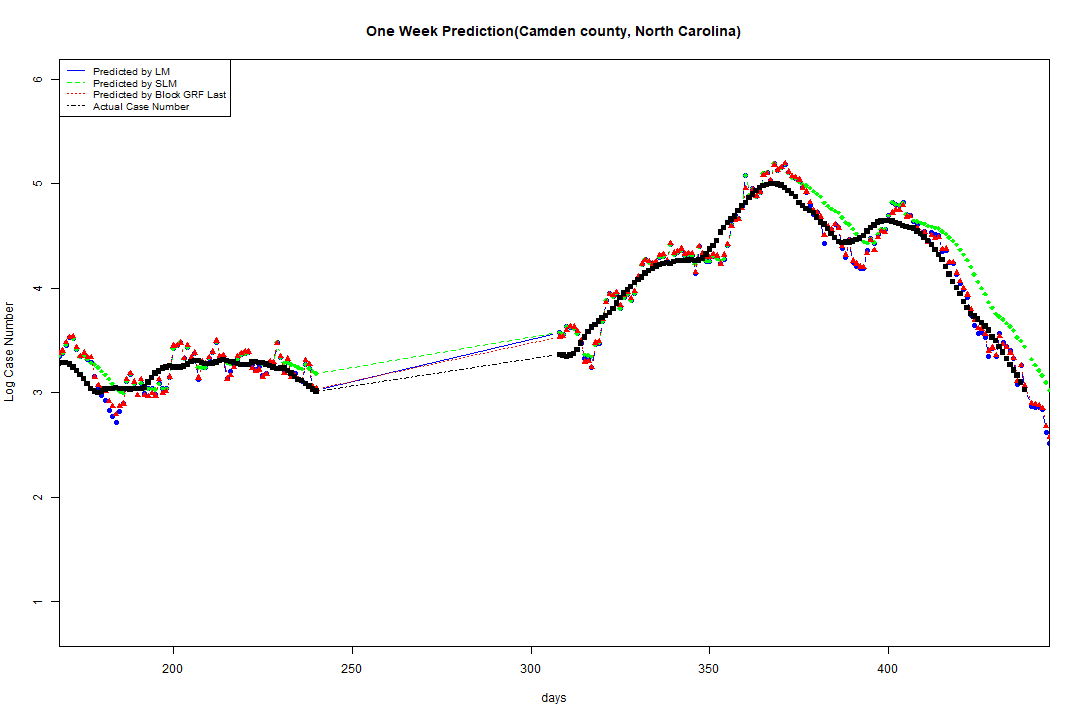 One Week Prediction(Camden county, North Carolina)
Predicted by LM
Predicted by SLM
Predicted by Block GRF Last
Actual Case Number
Log Case Number
6
5
4
3
2
1
200
250
300
350
400
days